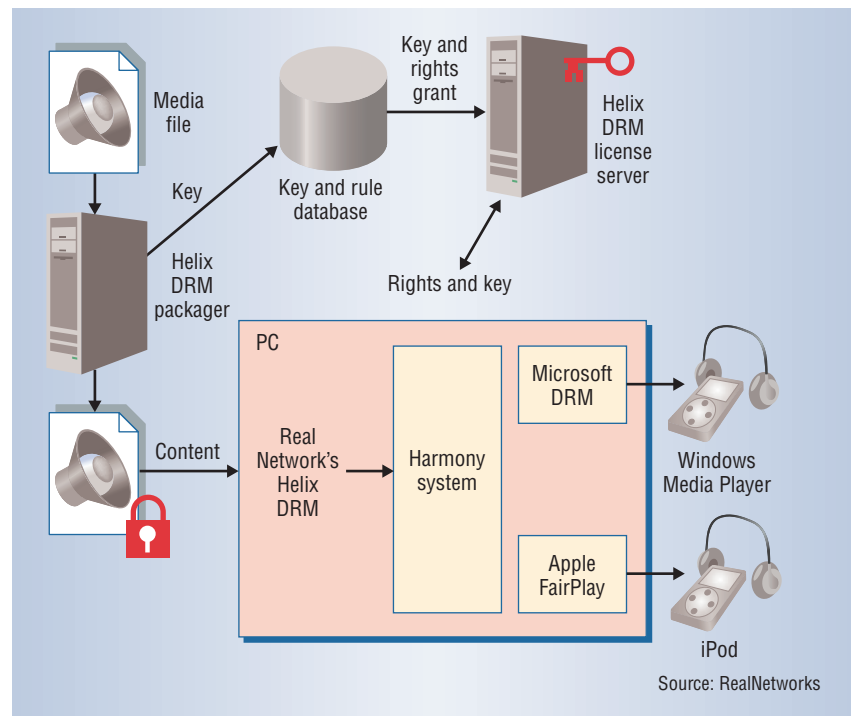 Media
file
Key and
rights
grant
Helix
DRM
license
server
Key
Key and rule
database
Helix
DRM
packager
Rights and key
PC
Content
Real
Network's
Helix
DRM
Harmony
system
Microsoft
DRM
Windows
Media Player
Apple
FairPlay
iPod
Source: RealNetworks